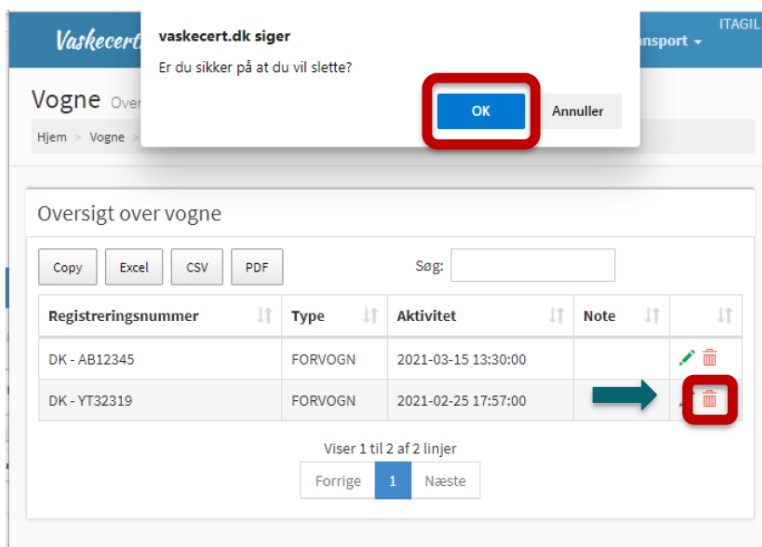 ITAGIL
Vaskecert
nsport
vaskecert.dk siger
Er du sikker på at du vil slette?
OK Annuller
Vogne Over
Hjem > Vogne >
Oversigt over vogne
Copy Excel CSV PDF Søg:
Registreringsnummer Type Aktivitet Note
DK - AB12345 FORVOGN 2021-03-15 13:30:00
DK - YT32319 FORVOGN 2021-02-25 17:57:00
Viser 1 til 2 af 2 linjer
Forrige 1 Næste